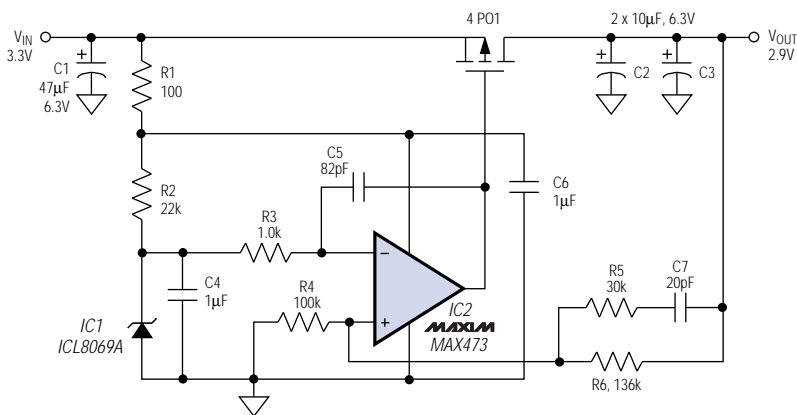 4 PO1
2 x 10µF, 6.3V
VIN
3.3V
VOUT
2.9V
+
C1
47µF
6.3V
R1
100
+
C2
+
C3
R2
22k
C5
82pF
C6
1µF
R3
1.0k
C4
1µF
R4
100k
–
+
IC2
MAXIM
MAX473
IC1
ICL8069A
R5
30k
C7
20pF
R6, 136k